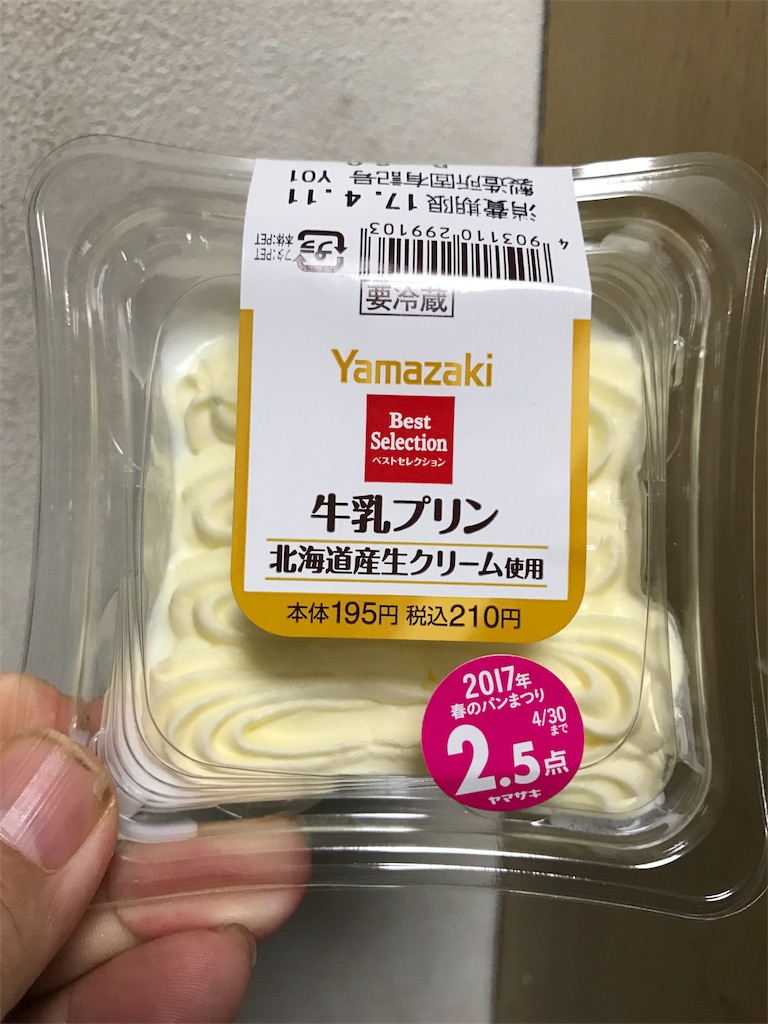 製造所固有記号 Y01
消費期限 17.4.11
4 903110 299103
プラ
フタ:PET
本体:PET
要冷蔵
Yamazaki
Best
Selection
ベストセレクション
牛乳プリン
北海道産生クリーム使用
本体195円 税込210円
2017年
春のパンまつり
4/30
まで
2.5点
ヤマザキ